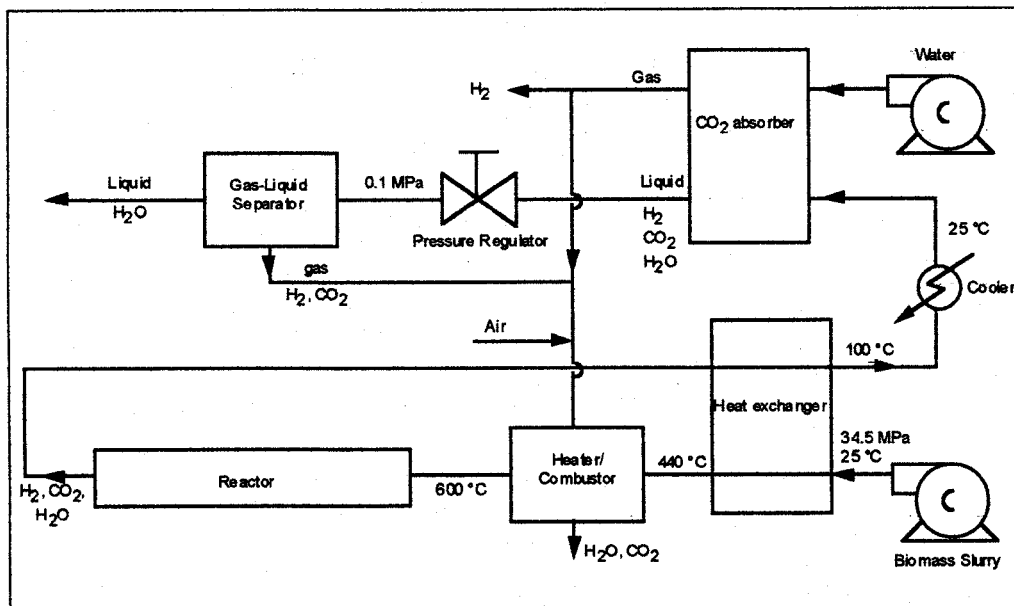 Water
Gas
H2
CO2 absorber
Liquid
H2O
Gas-Liquid
Separator
0.1 MPa
Pressure Regulator
Liquid
H2
CO2
H2O
25 °C
gas
H2, CO2
Cooler
Air
100 °C
Heat exchanger
34.5 MPa
25 °C
Reactor
600 °C
Heater/
Combustor
440 °C
H2, CO2,
H2O
H2O, CO2
Biomass Slurry